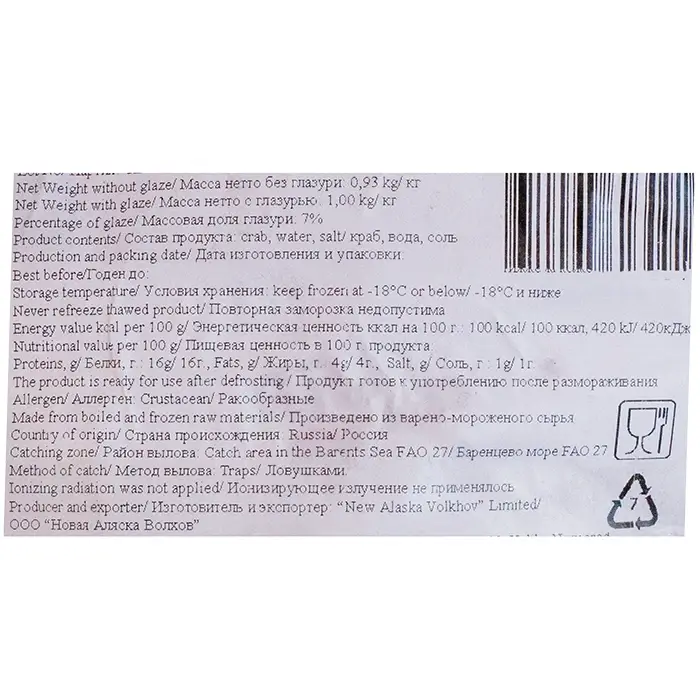 Net Weight without glaze/ Масса нетто без глазури: 0,93 kg/ кг
Net Weight with glaze/ Масса нетто с глазурью: 1,00 kg/ кг
Percentage of glaze/ Массовая доля глазури: 7%
Product contents/ Состав продукта: crab, water, salt/ краб, вода, соль
Production and packing date/ Дата изготовления и упаковки:
Best before/Годен до:
Storage temperature/ Условия хранения: keep frozen at -18°C or below/ -18°C и ниже
Never refreeze thawed product/ Повторная заморозка недопустима
Energy value kcal per 100 g/ Энергетическая ценность ккал на 100 г.: 100 kcal/ 100 ккал, 420 kJ/ 420кДж
Nutritional value per 100 g/ Пищевая ценность в 100 г. продукта:
Proteins, g/ Белки, г.: 16g/ 16г., Fats, g/ Жиры, г.: 4g/ 4г., Salt, g/ Соль, г.: 1g/ 1г.
The product is ready for use after defrosting/ Продукт готов к употреблению после размораживания
Allergen/ Аллерген: Crustacean/ Ракообразные
Made from boiled and frozen raw materials/ Произведено из варено-мороженого сырья
Country of origin/ Страна происхождения: Russia/ Россия
Catching zone/ Район вылова: Catch area in the Barents Sea FAO 27/ Баренцево море FAO 27
Method of catch/ Метод вылова: Traps/ Ловушками.
Ionizing radiation was not applied/ Ионизирующее излучение не применялось
7
Producer and exporter/ Изготовитель и экспортер: “New Alaska Volkhov” Limited/
ООО “Новая Аляска Волхов”